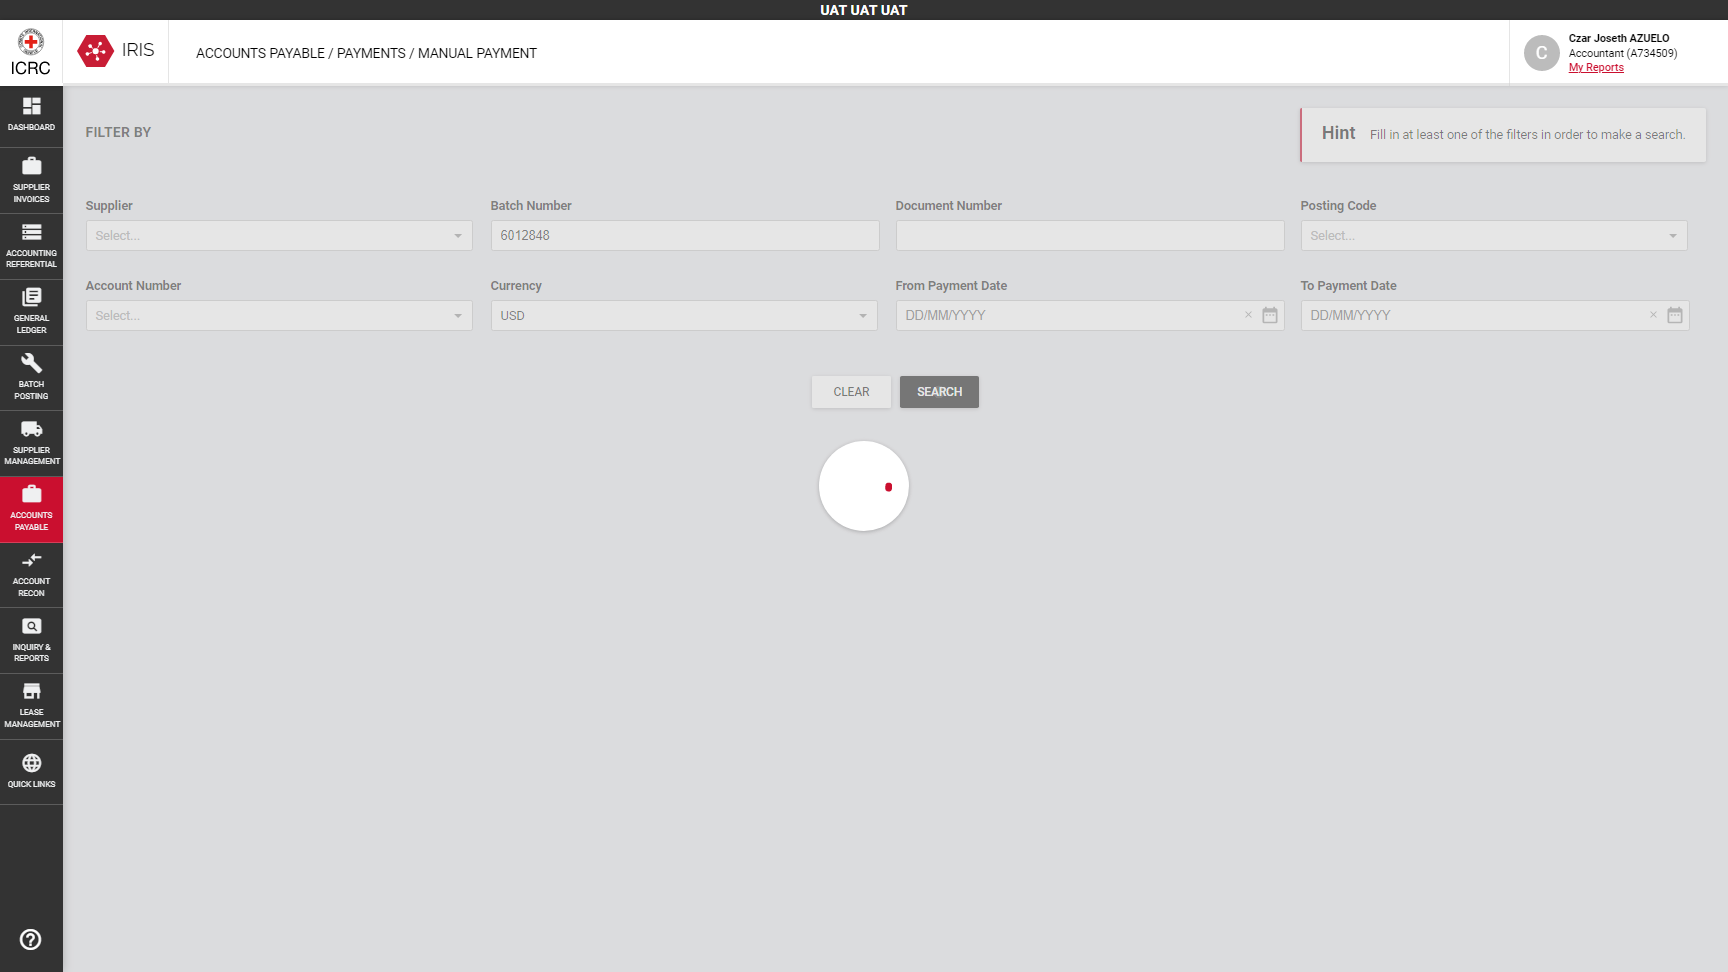 UAT UAT UAT
ICRC
IRIS
ACCOUNTS PAYABLE / PAYMENTS / MANUAL PAYMENT
C
Czar Joseth AZUELO
Accountant (A734509)
My Reports
DASHBOARD
SUPPLIER
INVOICES
ACCOUNTING
REFERENTIAL
GENERAL
LEDGER
BATCH
POSTING
SUPPLIER
MANAGEMENT
ACCOUNTS
PAYABLE
ACCOUNT
RECON
INQUIRY &
REPORTS
LEASE
MANAGEMENT
QUICK LINKS
FILTER BY
Hint Fill in at least one of the filters in order to make a search.
Supplier
Select...
Batch Number
6012848
Document Number
Posting Code
Select...
Account Number
Select...
Currency
USD
From Payment Date
DD/MM/YYYY
To Payment Date
DD/MM/YYYY
CLEAR
SEARCH